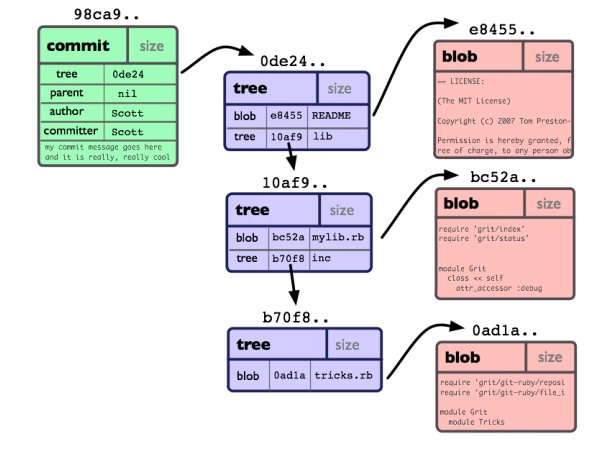 98ca9..
commit size
tree 0de24
parent nil
author Scott
committer Scott
my commit message goes here
and it is really, really cool
0de24..
tree size
blob e8455 README
tree 10af9 lib
10af9..
tree size
blob bc52a mylib.rb
tree b70f8 inc
b70f8..
tree size
blob 0ad1a tricks.rb
e8455..
blob size
== LICENSE:
(The MIT License)
Copyright (c) 2007 Tom Preston-
Permission is hereby granted, f
ree of charge, to any person ob
bc52a..
blob size
require 'grit/index'
require 'grit/status'
module Grit
class << self
attr_accessor :debug
0ad1a..
blob size
require 'grit/git-ruby/reposi
require 'grit/git-ruby/file_i
module Grit
module Tricks